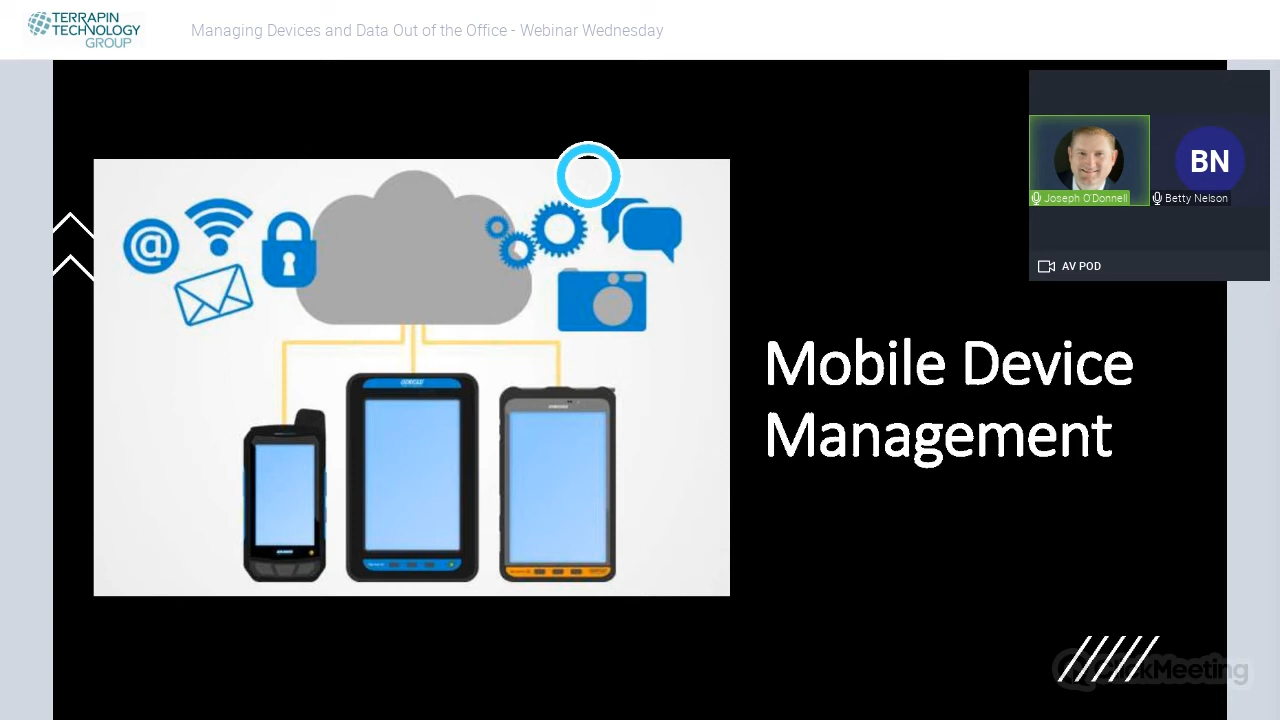 TERRAPIN
TECHNOLOGY
GROUP
Managing Devices and Data Out of the Office - Webinar Wednesday
BN
Joseph O'Donnell
Betty Nelson
AV POD
@
Mobile Device
Management
ClickMeeting